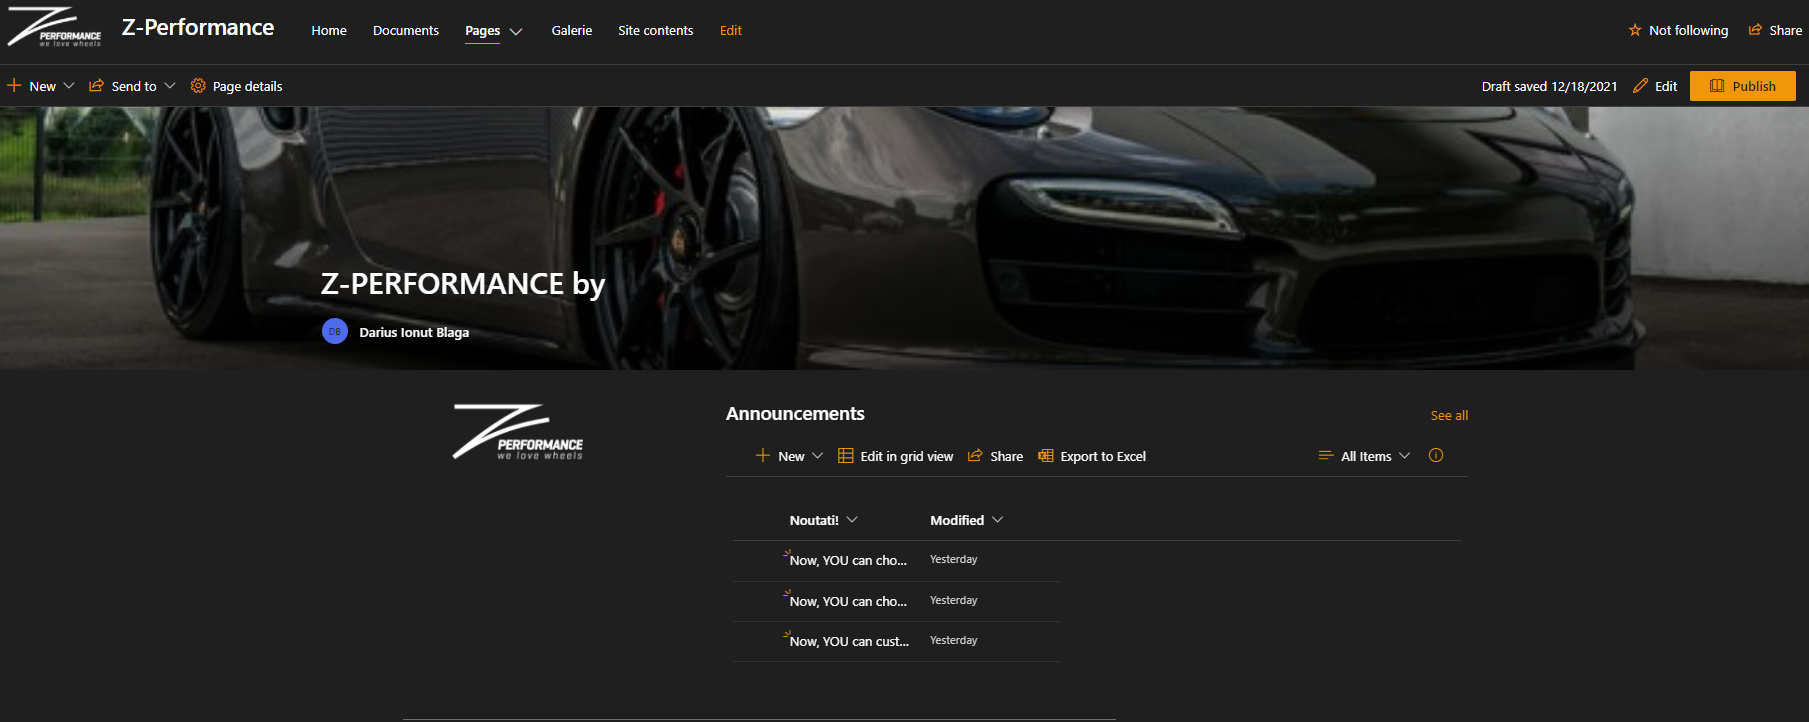 PERFORMANCE
we love wheels
Z-Performance
Home Documents Pages Galerie Site contents Edit
Not following Share
New Send to Page details
Draft saved 12/18/2021 Edit Publish
Z-PERFORMANCE by
DB Darius Ionut Blaga
PERFORMANCE
we love wheels
Announcements
See all
New Edit in grid view Share Export to Excel
All Items
Noutati! Modified
Now, YOU can cho... Yesterday
Now, YOU can cho... Yesterday
Now, YOU can cust... Yesterday